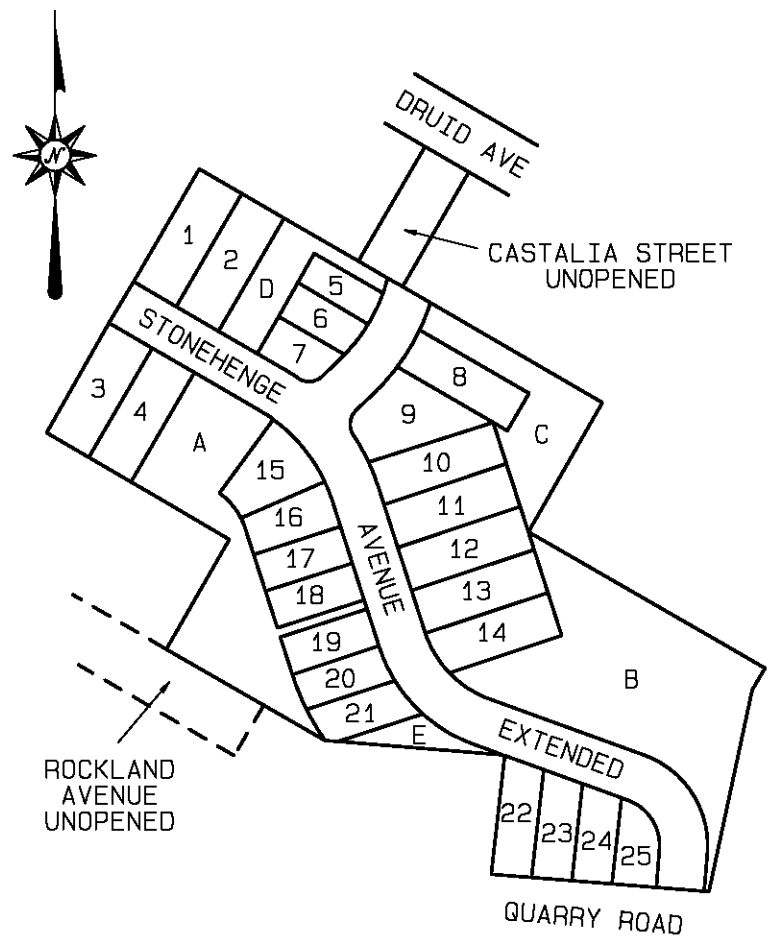 DRUID AVE
N
CASTALIA STREET
UNOPENED
1
2
D
5
6
7
STONEHENGE
3
4
A
8
9
C
10
11
12
13
14
15
16
17
18
AVENUE
19
20
21
E
B
EXTENDED
ROCKLAND
AVENUE
UNOPENED
22
23
24
25
QUARRY ROAD